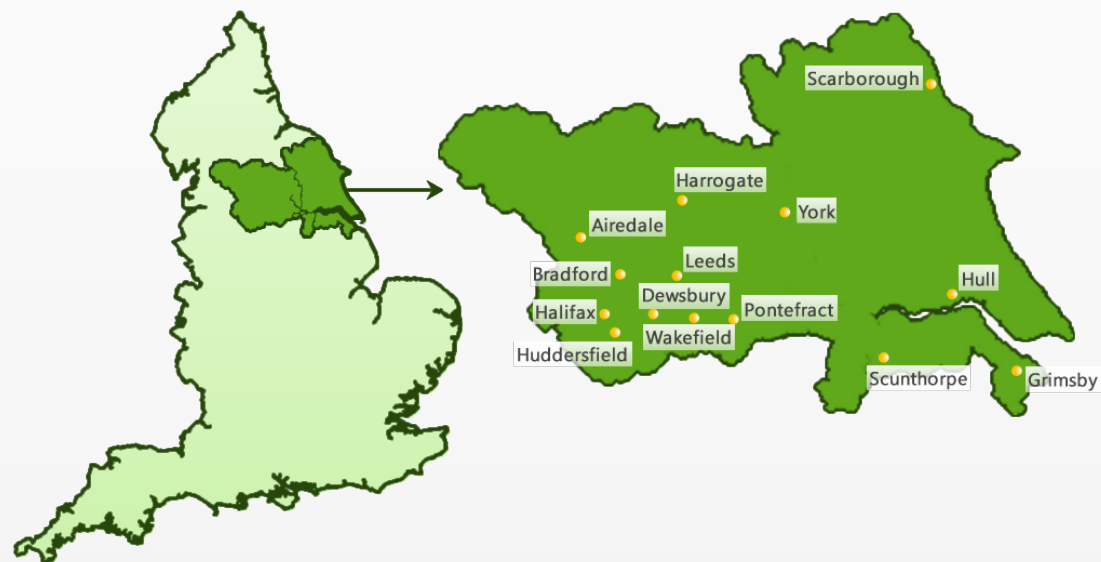 Scarborough
Harrogate
York
Airedale
Leeds
Bradford
Hull
Dewsbury
Halifax
Pontefract
Wakefield
Huddersfield
Scunthorpe
Grimsby